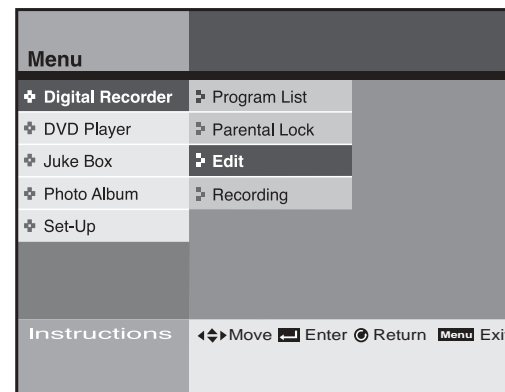 Menu
Digital Recorder
Program List
DVD Player
Parental Lock
Juke Box
Edit
Photo Album
Recording
Set-Up
Instructions Move Enter Return Menu Exi